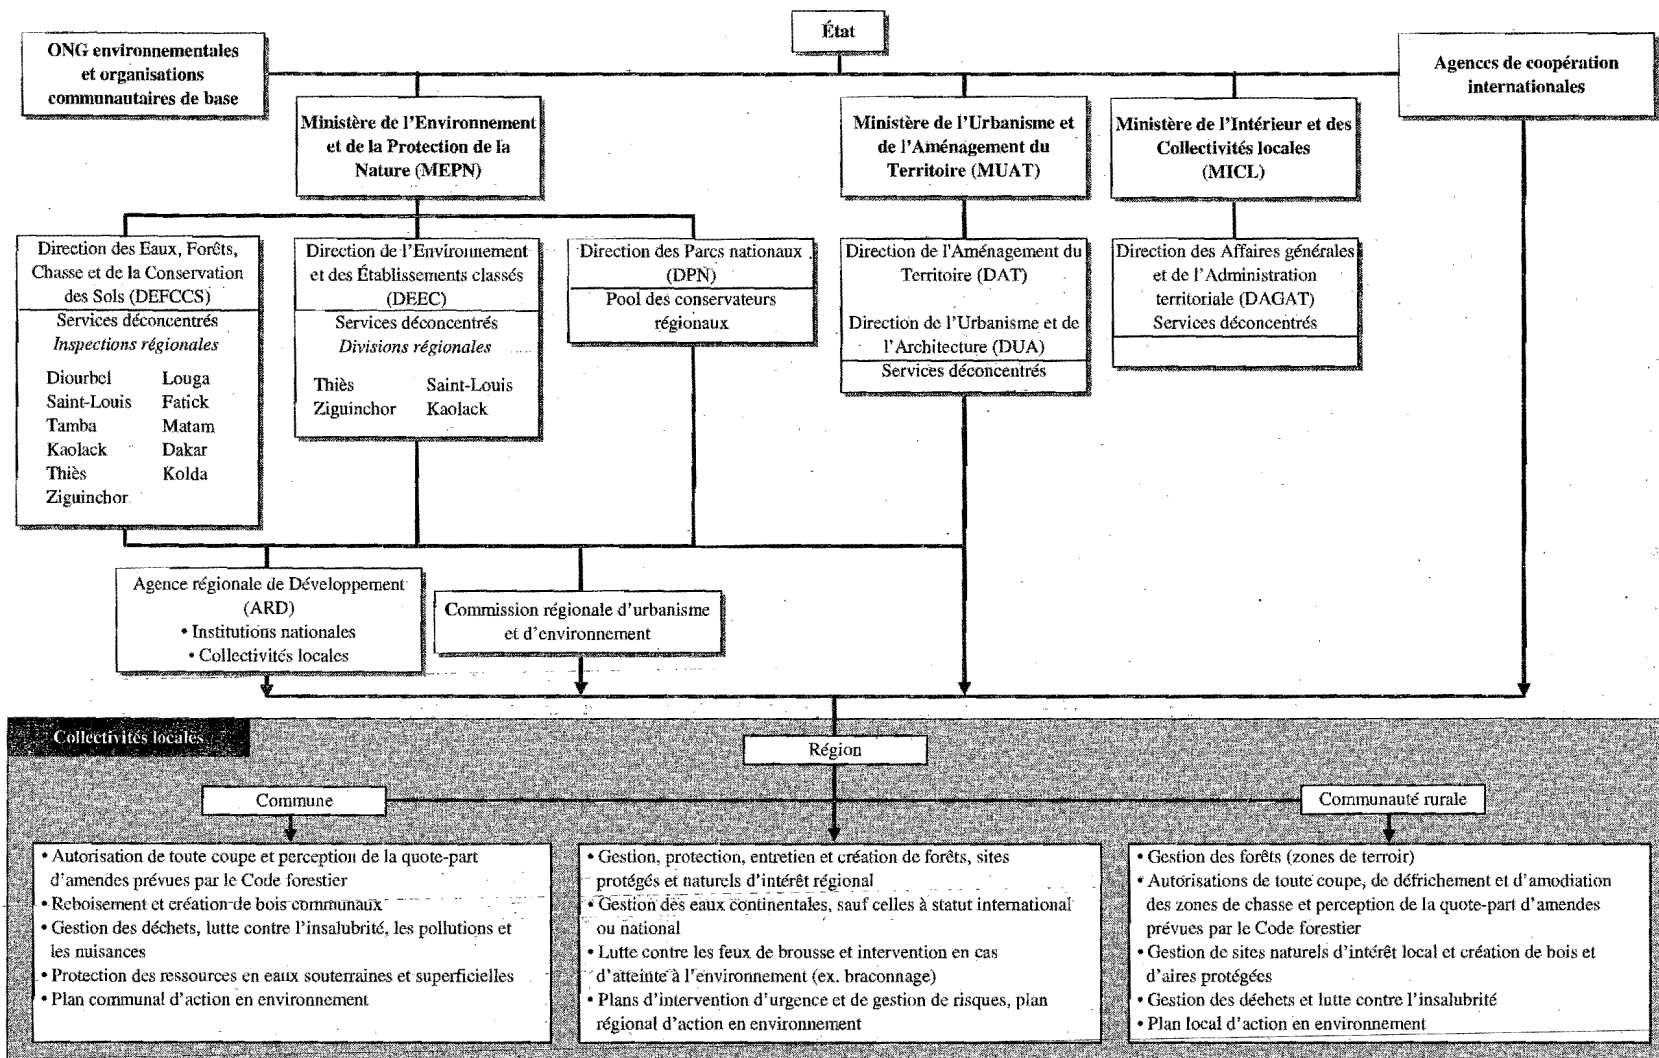 État
ONG environnementales
et organisations
communautaires de base
Agences de coopération
internationales
Ministère de l'Environnement
et de la Protection de la
Nature (MEPN)
Ministère de l'Urbanisme et
de l'Aménagement du
Territoire (MUAT)
Ministère de l'Intérieur et des
Collectivités locales
(MICL)
Direction des Eaux, Forêts,
Chasse et de la Conservation
des Sols (DEFCCS)
Services déconcentrés
Inspections régionales
Diourbel Louga
Saint-Louis Fatick
Tamba Matam
Kaolack Dakar
Thiès Kolda
Ziguinchor
Direction de l'Environnement
et des Établissements classés
(DEEC)
Services déconcentrés
Divisions régionales
Thiès Saint-Louis
Ziguinchor Kaolack
Direction des Parcs nationaux
(DPN)
Pool des conservateurs
régionaux
Direction de l'Aménagement du
Territoire (DAT)
Direction de l'Urbanisme et de
l'Architecture (DUA)
Services déconcentrés
Direction des Affaires générales
et de l'Administration
territoriale (DAGAT)
Services déconcentrés
Agence régionale de Développement
(ARD)
• Institutions nationales
• Collectivités locales
Commission régionale d'urbanisme
et d'environnement
Collectivités locales
Région
Commune
Communauté rurale
• Autorisation de toute coupe et perception de la quote-part
d'amendes prévues par le Code forestier
• Reboisement et création de bois communaux
• Gestion des déchets, lutte contre l'insalubrité, les pollutions et
les nuisances
• Protection des ressources en eaux souterraines et superficielles
• Plan communal d'action en environnement
• Gestion, protection, entretien et création de forêts, sites
protégés et naturels d'intérêt régional
• Gestion des eaux continentales, sauf celles à statut international
ou national
• Lutte contre les feux de brousse et intervention en cas
d'atteinte à l'environnement (ex. braconnage)
• Plans d'intervention d'urgence et de gestion de risques, plan
régional d'action en environnement
• Gestion des forêts (zones de terroir)
• Autorisations de toute coupe, de défrichement et d'amodiation
des zones de chasse et perception de la quote-part d'amendes
prévues par le Code forestier
• Gestion de sites naturels d'intérêt local et création de bois et
d'aires protégées
• Gestion des déchets et lutte contre l'insalubrité
• Plan local d'action en environnement